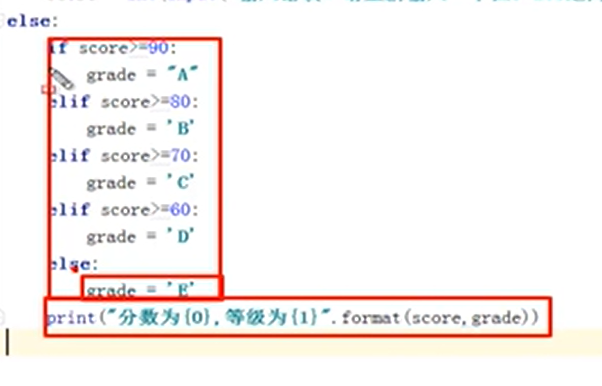 else:
if score>=90:
grade = "A"
elif score>=80:
grade = 'B'
elif score>=70:
grade = 'C'
elif score>=60:
grade = 'D'
else:
grade = 'E'
print("分数为{0},等级为{1}".format(score,grade))